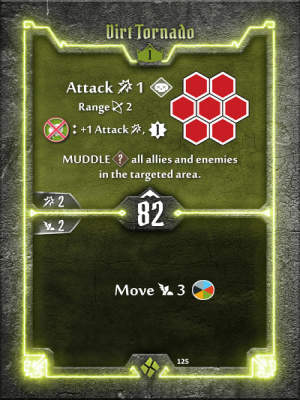 Dirt Tornado
1
Attack 1
Range 2
: +1 Attack ,
MUDDLE ? all allies and enemies
in the targeted area.
2
82
2
Move 3
125